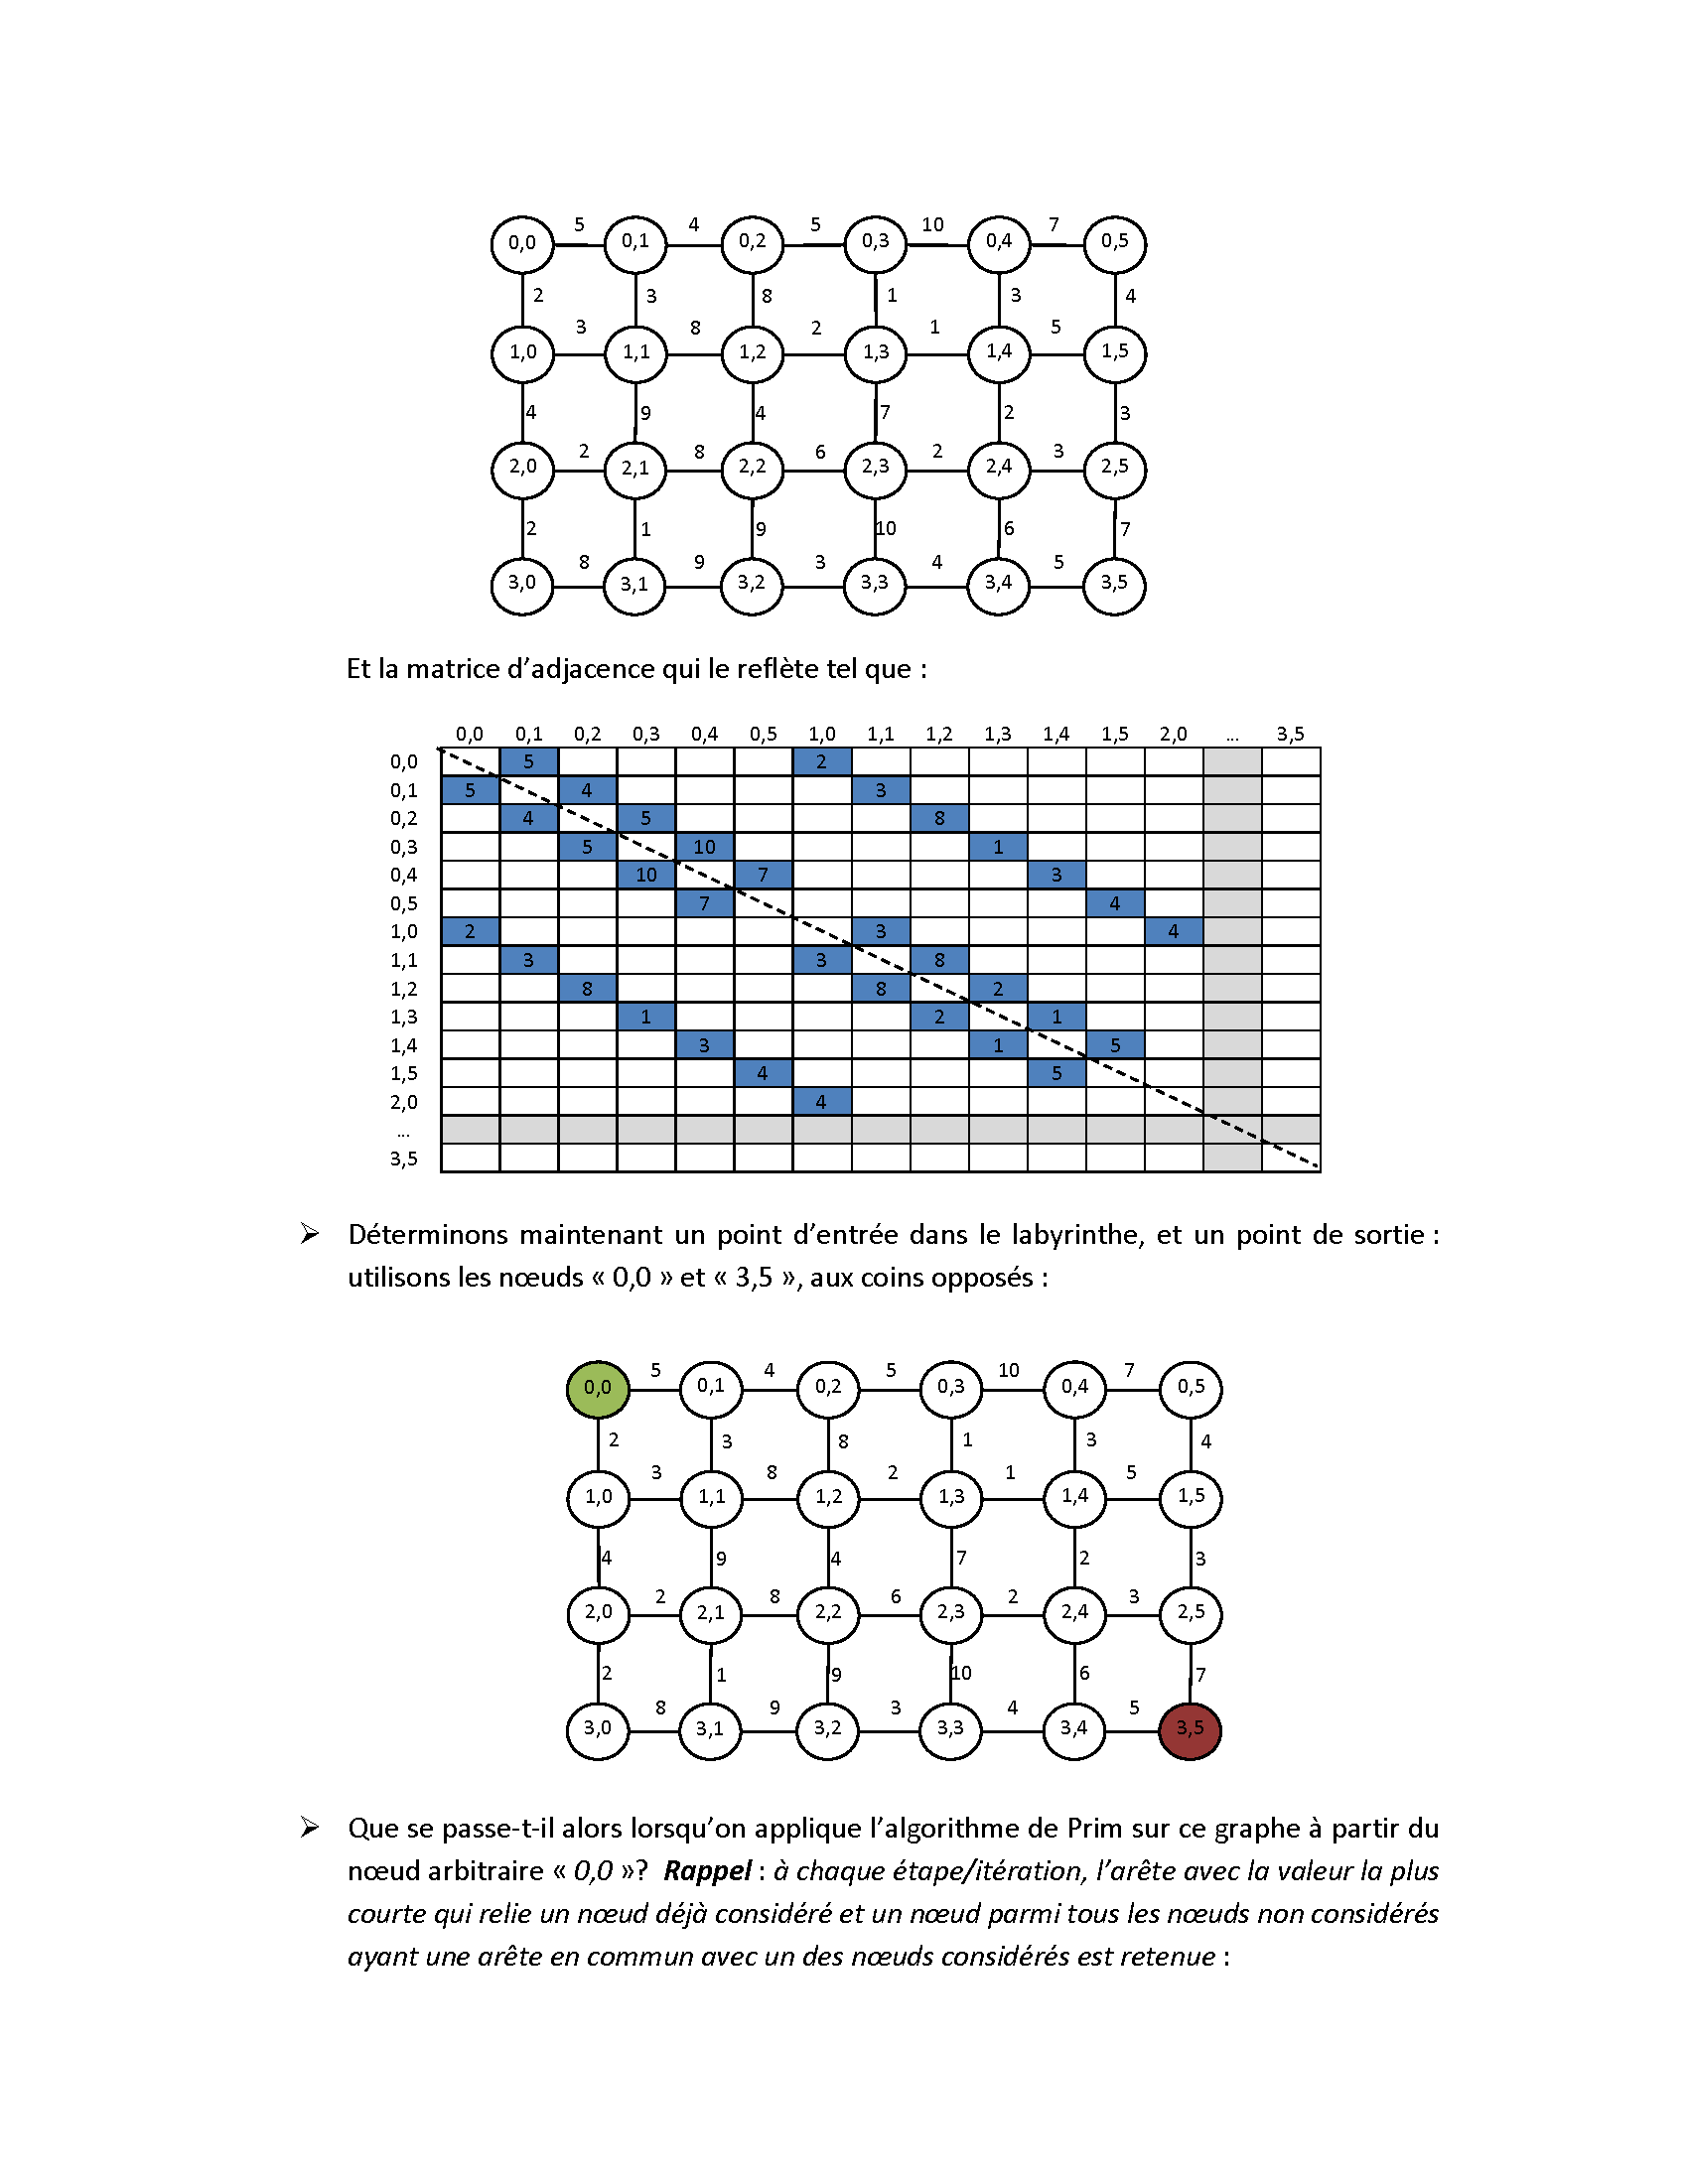 5 4 5 10 7
0,0 0,1 0,2 0,3 0,4 0,5
2 3 8 1 3 4
3 8 2 1 5
1,0 1,1 1,2 1,3 1,4 1,5
4 9 4 7 2 3
2 8 6 2 3
2,0 2,1 2,2 2,3 2,4 2,5
2 1 9 10 6 7
8 9 3 4 5
3,0 3,1 3,2 3,3 3,4 3,5
Et la matrice d’adjacence qui le reflète tel que :
0,0 0,1 0,2 0,3 0,4 0,5 1,0 1,1 1,2 1,3 1,4 1,5 2,0 ... 3,5
0,0 5 2
0,1 5 4 3
0,2 4 5 8
0,3 5 10 1
0,4 10 7 3
0,5 7 4
1,0 2 3 4
1,1 3 3 8
1,2 8 8 2
1,3 1 2 1
1,4 3 1 5
1,5 4 5
2,0 4
...
3,5
➢ Déterminons maintenant un point d’entrée dans le labyrinthe, et un point de sortie :
utilisons les nœuds « 0,0 » et « 3,5 », aux coins opposés :
5 4 5 10 7
0,0 0,1 0,2 0,3 0,4 0,5
2 3 8 1 3 4
3 8 2 1 5
1,0 1,1 1,2 1,3 1,4 1,5
4 9 4 7 2 3
2 8 6 2 3
2,0 2,1 2,2 2,3 2,4 2,5
2 1 9 10 6 7
8 9 3 4 5
3,0 3,1 3,2 3,3 3,4 3,5
➢ Que se passe-t-il alors lorsqu’on applique l’algorithme de Prim sur ce graphe à partir du
nœud arbitraire « 0,0 »? Rappel : à chaque étape/itération, l’arête avec la valeur la plus
courte qui relie un nœud déjà considéré et un nœud parmi tous les nœuds non considérés
ayant une arête en commun avec un des nœuds considérés est retenue :